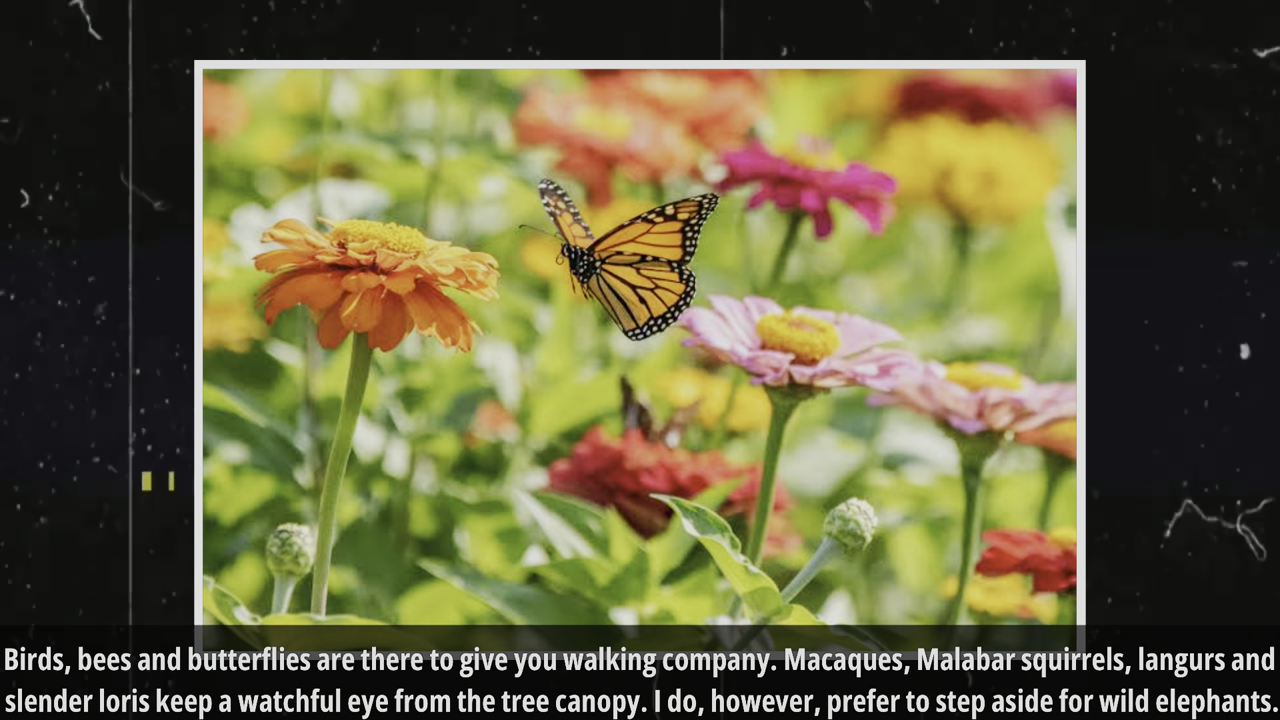 Birds, bees and butterflies are there to give you walking company. Macaques, Malabar squirrels, langurs and
slender loris keep a watchful eye from the tree canopy. I do, however, prefer to step aside for wild elephants.